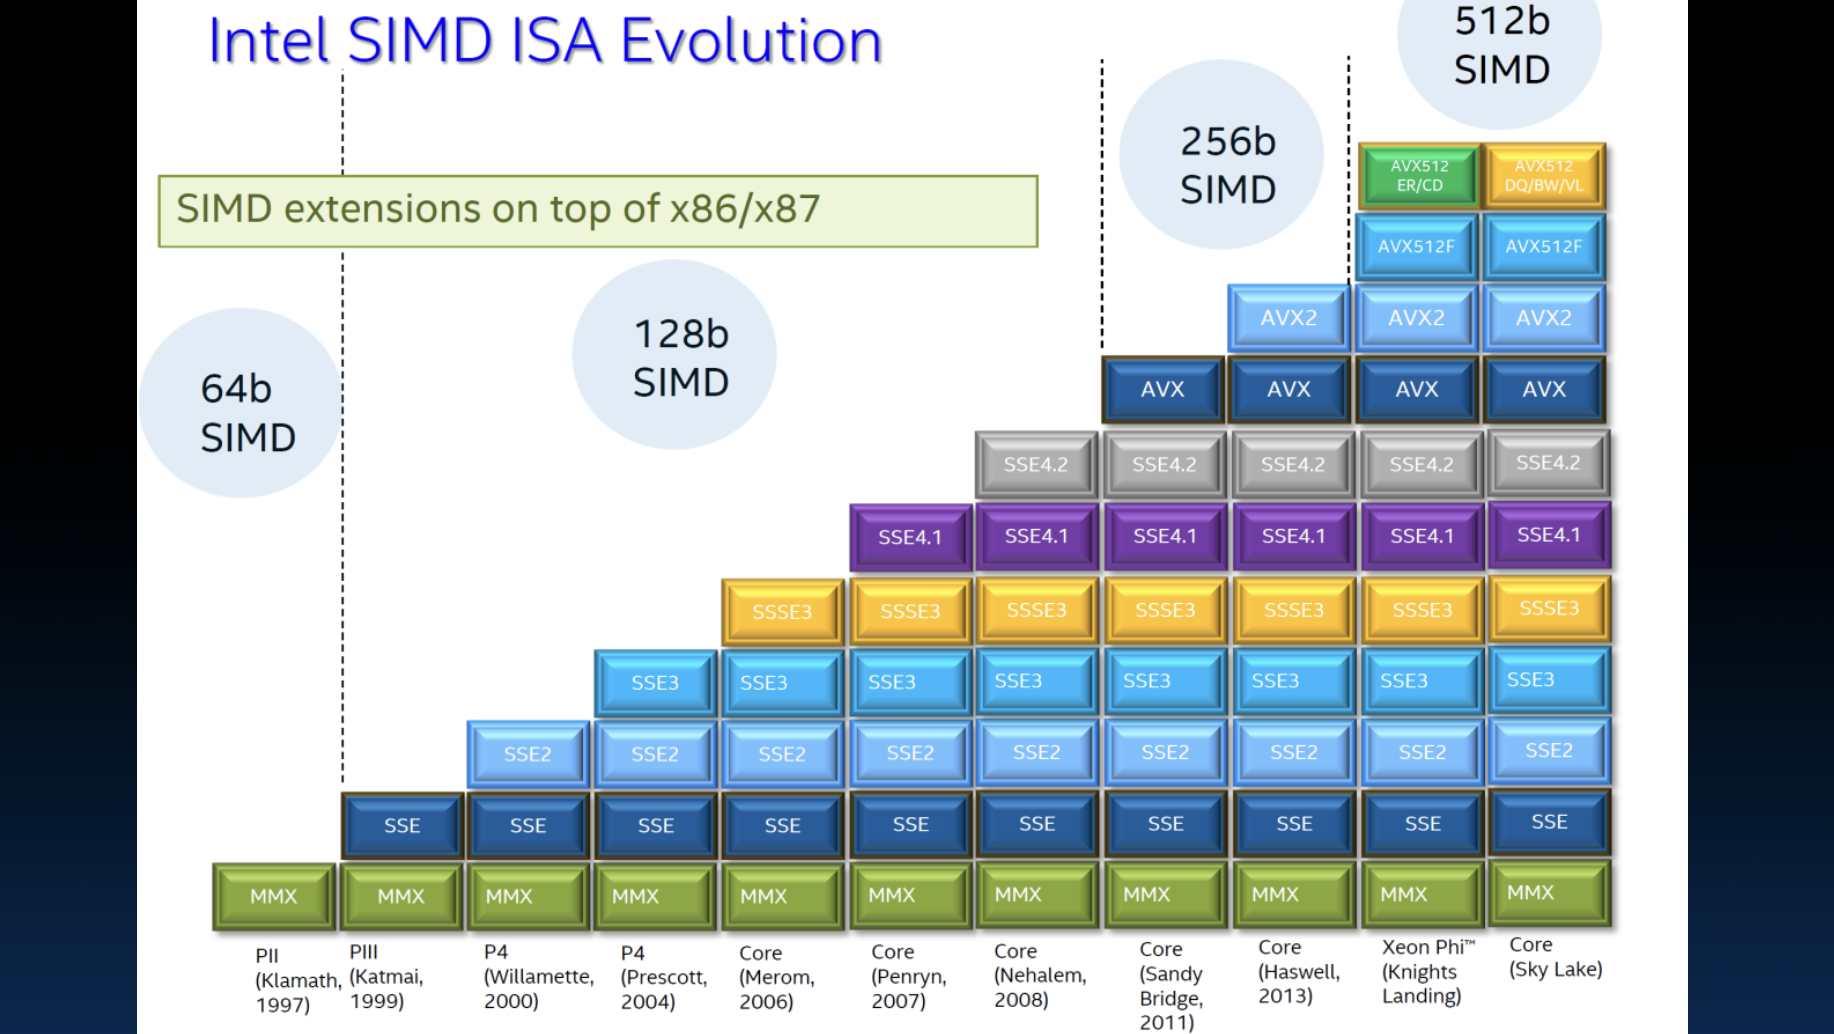 Intel SIMD ISA Evolution
512b
SIMD
256b
SIMD
SIMD extensions on top of x86/x87
128b
SIMD
64b
SIMD
AVX512
ER/CD
AVX512
DQ/BW/VL
AVX512F AVX512F
AVX2 AVX2 AVX2
AVX AVX AVX AVX
SSE4.2 SSE4.2 SSE4.2 SSE4.2 SSE4.2
SSE4.1 SSE4.1 SSE4.1 SSE4.1 SSE4.1 SSE4.1
SSSE3 SSSE3 SSSE3 SSSE3 SSSE3 SSSE3 SSSE3
SSE3 SSE3 SSE3 SSE3 SSE3 SSE3 SSE3 SSE3
SSE2 SSE2 SSE2 SSE2 SSE2 SSE2 SSE2 SSE2 SSE2
SSE SSE SSE SSE SSE SSE SSE SSE SSE SSE
MMX MMX MMX MMX MMX MMX MMX MMX MMX MMX MMX
PII
(Klamath,
1997)
PIII
(Katmai,
1999)
P4
(Willamette,
2000)
P4
(Prescott,
2004)
Core
(Merom,
2006)
Core
(Penryn,
2007)
Core
(Nehalem,
2008)
Core
(Sandy
Bridge,
2011)
Core
(Haswell,
2013)
Xeon Phi™
(Knights
Landing)
Core
(Sky Lake)